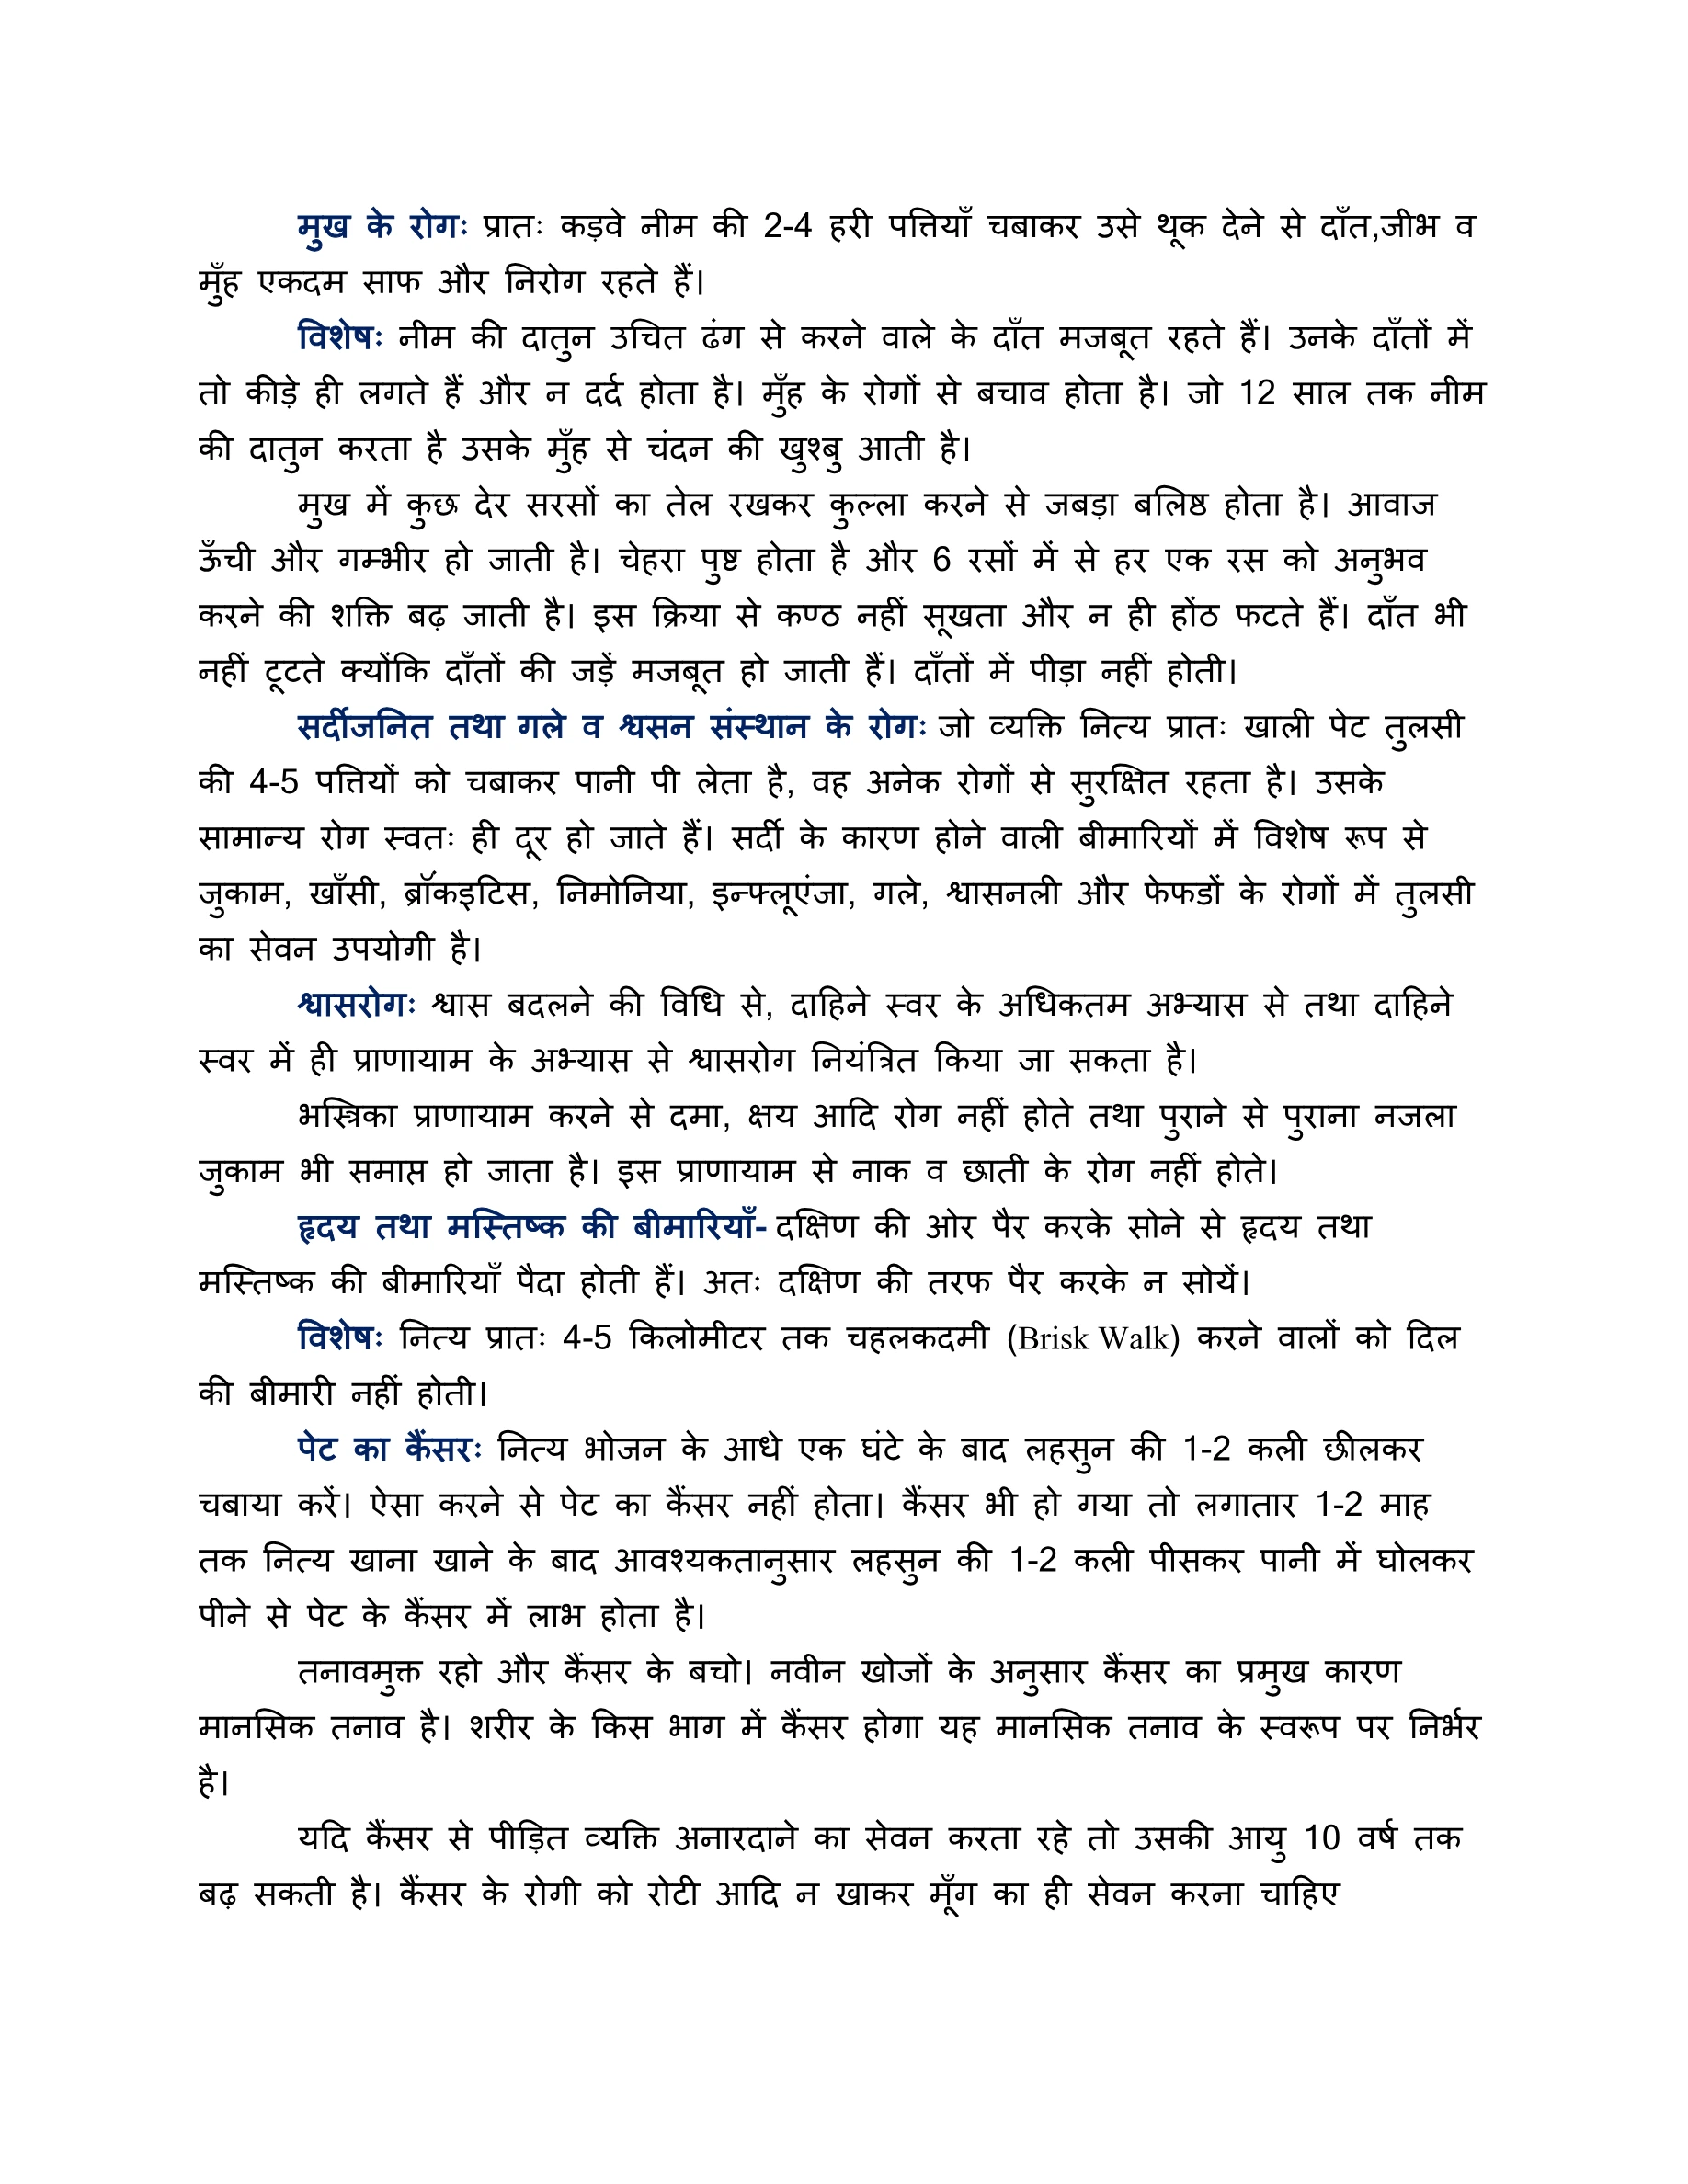 मुख के रोगः प्रातः कड़वे नीम की 2-4 हरी पत्तियाँ चबाकर उसे थूक देने से दाँत,जीभ व
मुँह एकदम साफ और निरोग रहते हैं।
विशेषः नीम की दातुन उचित ढंग से करने वाले के दाँत मजबूत रहते हैं। उनके दाँतों में
तो कीड़े ही लगते हैं और न दर्द होता है। मुँह के रोगों से बचाव होता है। जो 12 साल तक नीम
की दातुन करता है उसके मुँह से चंदन की खुश्बु आती है।
मुख में कुछ देर सरसों का तेल रखकर कुल्ला करने से जबड़ा बलिष्ठ होता है। आवाज
ऊँची और गम्भीर हो जाती है। चेहरा पुष्ट होता है और 6 रसों में से हर एक रस को अनुभव
करने की शक्ति बढ़ जाती है। इस क्रिया से कण्ठ नहीं सूखता और न ही होंठ फटते हैं। दाँत भी
नहीं टूटते क्योंकि दाँतों की जड़ें मजबूत हो जाती हैं। दाँतों में पीड़ा नहीं होती।
सर्दीजनित तथा गले व श्वसन संस्थान के रोगः जो व्यक्ति नित्य प्रातः खाली पेट तुलसी
की 4-5 पत्तियों को चबाकर पानी पी लेता है, वह अनेक रोगों से सुरक्षित रहता है। उसके
सामान्य रोग स्वतः ही दूर हो जाते हैं। सर्दी के कारण होने वाली बीमारियों में विशेष रूप से
जुकाम, खाँसी, ब्रॉंकइटिस, निमोनिया, इन्फ्लूएंजा, गले, श्वासनली और फेफडों के रोगों में तुलसी
का सेवन उपयोगी है।
श्वासरोगः श्वास बदलने की विधि से, दाहिने स्वर के अधिकतम अभ्यास से तथा दाहिने
स्वर में ही प्राणायाम के अभ्यास से श्वासरोग नियंत्रित किया जा सकता है।
भस्त्रिका प्राणायाम करने से दमा, क्षय आदि रोग नहीं होते तथा पुराने से पुराना नजला
जुकाम भी समाप्त हो जाता है। इस प्राणायाम से नाक व छाती के रोग नहीं होते।
हृदय तथा मस्तिष्क की बीमारियाँ- दक्षिण की ओर पैर करके सोने से हृदय तथा
मस्तिष्क की बीमारियाँ पैदा होती हैं। अतः दक्षिण की तरफ पैर करके न सोयें।
विशेषः नित्य प्रातः 4-5 किलोमीटर तक चहलकदमी (Brisk Walk) करने वालों को दिल
की बीमारी नहीं होती।
पेट का कैंसरः नित्य भोजन के आधे एक घंटे के बाद लहसुन की 1-2 कली छीलकर
चबाया करें। ऐसा करने से पेट का कैंसर नहीं होता। कैंसर भी हो गया तो लगातार 1-2 माह
तक नित्य खाना खाने के बाद आवश्यकतानुसार लहसुन की 1-2 कली पीसकर पानी में घोलकर
पीने से पेट के कैंसर में लाभ होता है।
तनावमुक्त रहो और कैंसर के बचो। नवीन खोजों के अनुसार कैंसर का प्रमुख कारण
मानसिक तनाव है। शरीर के किस भाग में कैंसर होगा यह मानसिक तनाव के स्वरूप पर निर्भर
है।
यदि कैंसर से पीड़ित व्यक्ति अनारदाने का सेवन करता रहे तो उसकी आयु 10 वर्ष तक
बढ़ सकती है। कैंसर के रोगी को रोटी आदि न खाकर मूँग का ही सेवन करना चाहिए